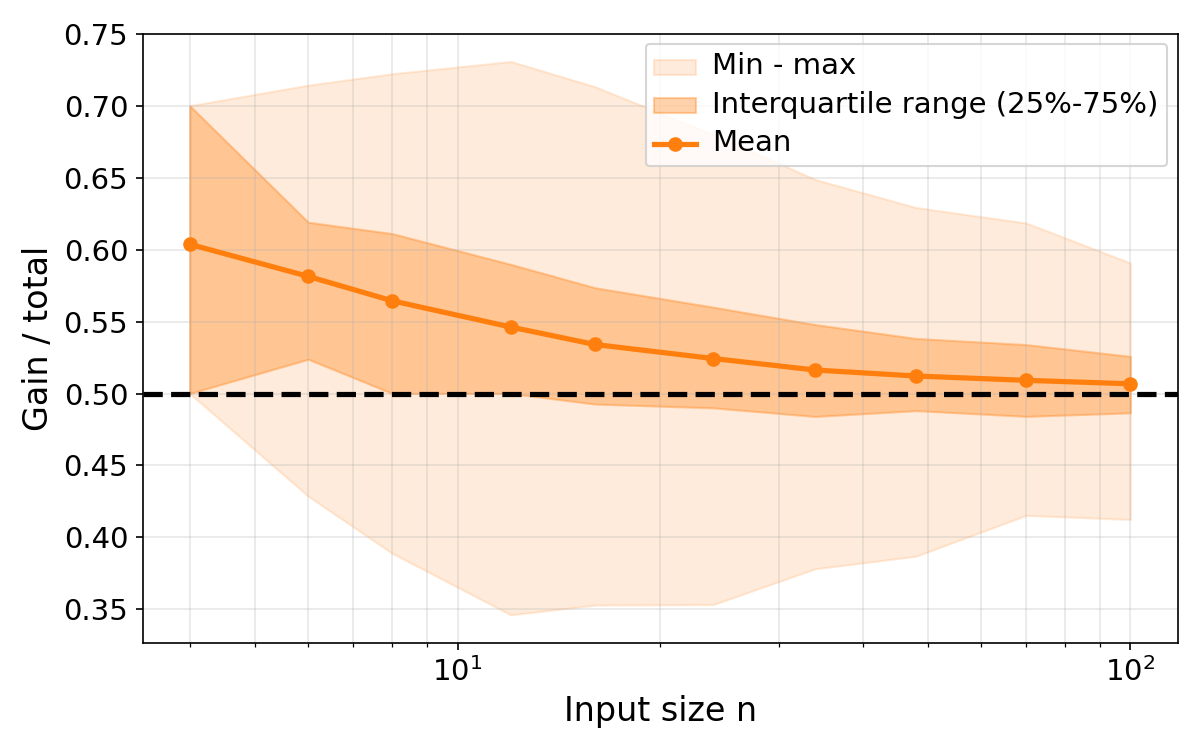 0.75
0.70
0.65
0.60
0.55
0.50
0.45
0.40
0.35
Gain / total
Min - max
Interquartile range (25%-75%)
Mean
10¹
10²
Input size n